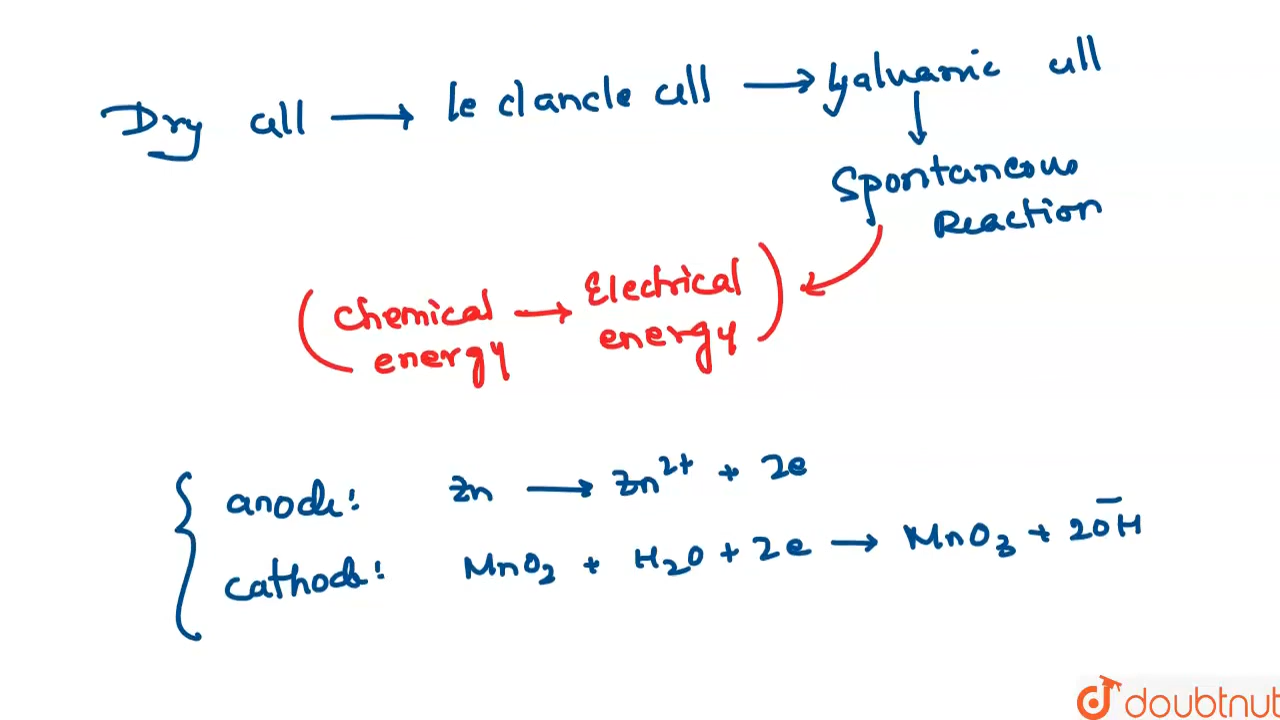 Dry cell → le clancle cell → Galvanic cell
↓
Spontaneous
Reaction
(Chemical energy → Electrical energy)
anode: Zn → Zn²⁺ + 2e
cathode: MnO₂ + H₂O + 2e → MnO₃ + 2O̅H
doubtnut